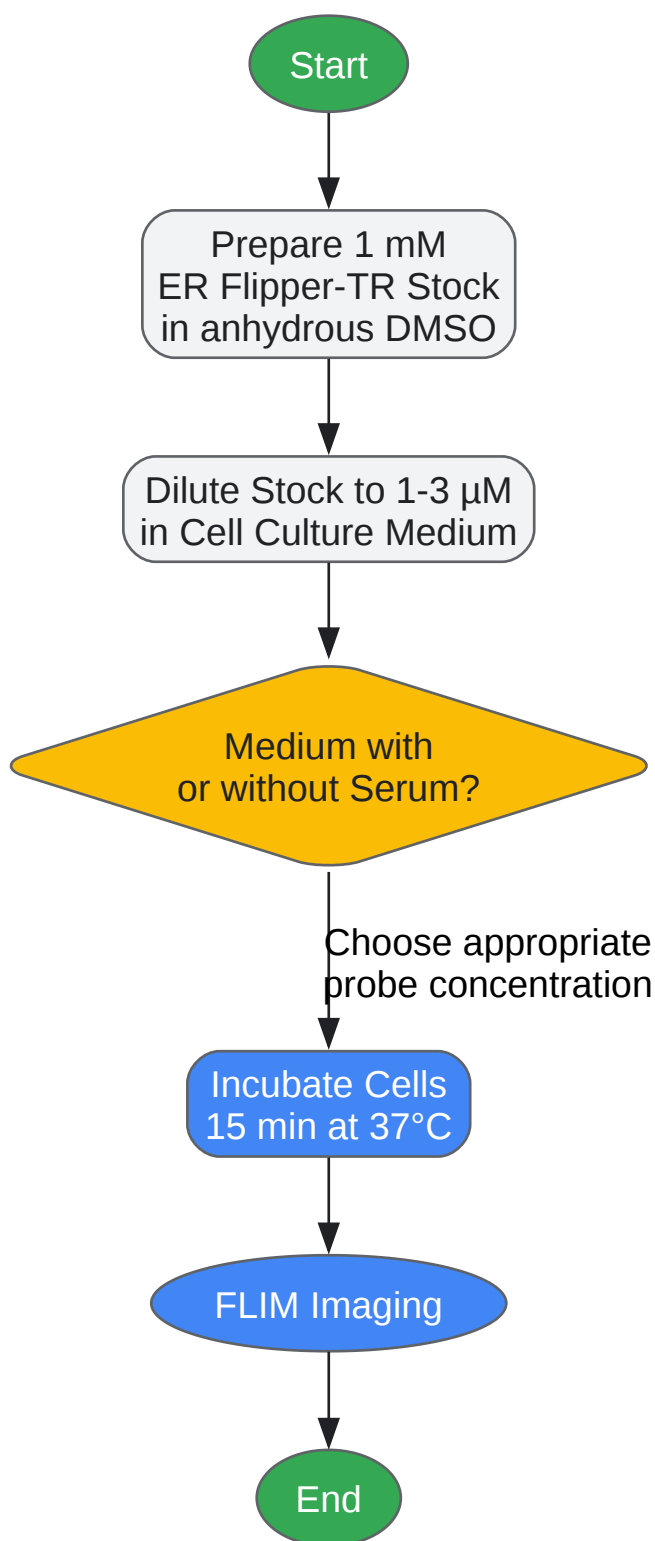 Start
Prepare 1 mM
ER Flipper-TR Stock
in anhydrous DMSO
Dilute Stock to 1-3 µM
in Cell Culture Medium
Medium with
or without Serum?
Choose appropriate
probe concentration
Incubate Cells
15 min at 37°C
FLIM Imaging
End